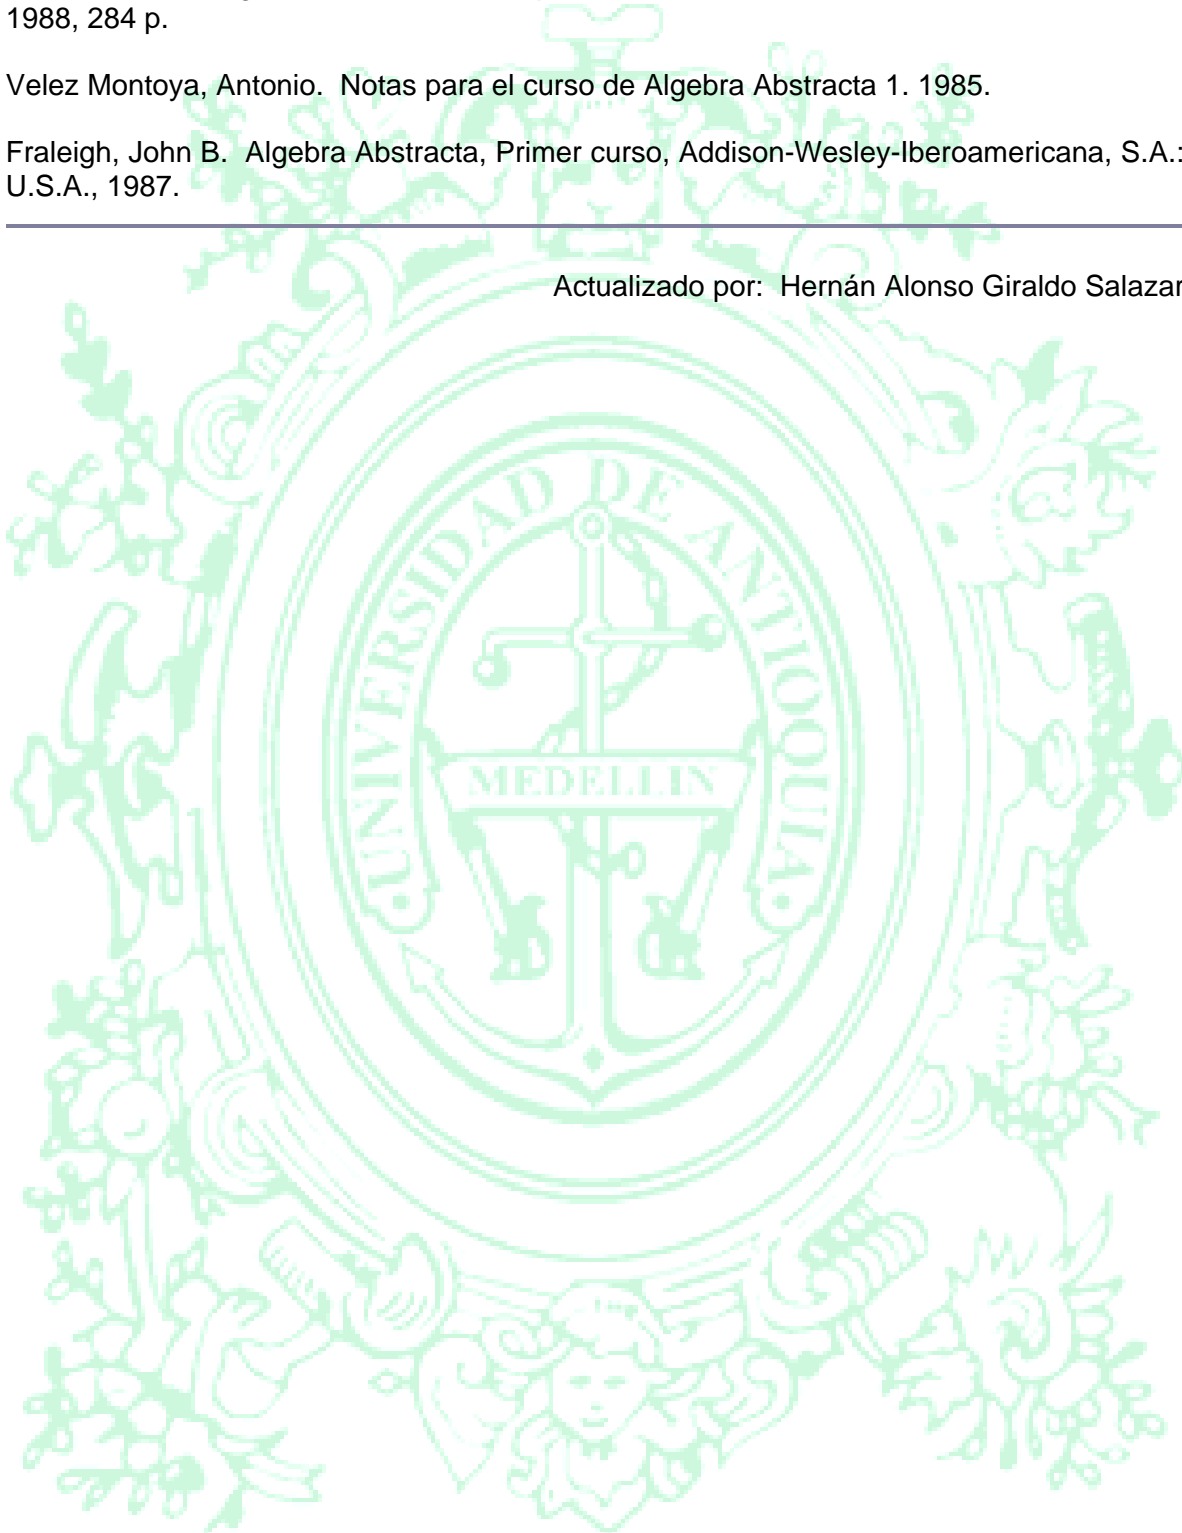 1988, 284 p.
Velez Montoya, Antonio. Notas para el curso de Algebra Abstracta 1. 1985.
Fraleigh, John B. Algebra Abstracta, Primer curso, Addison-Wesley-Iberoamericana, S.A.:
U.S.A., 1987.
Actualizado por: Hernán Alonso Giraldo Salazar
UNIVERSIDAD DE ANTIOQUIA
MEDELLIN